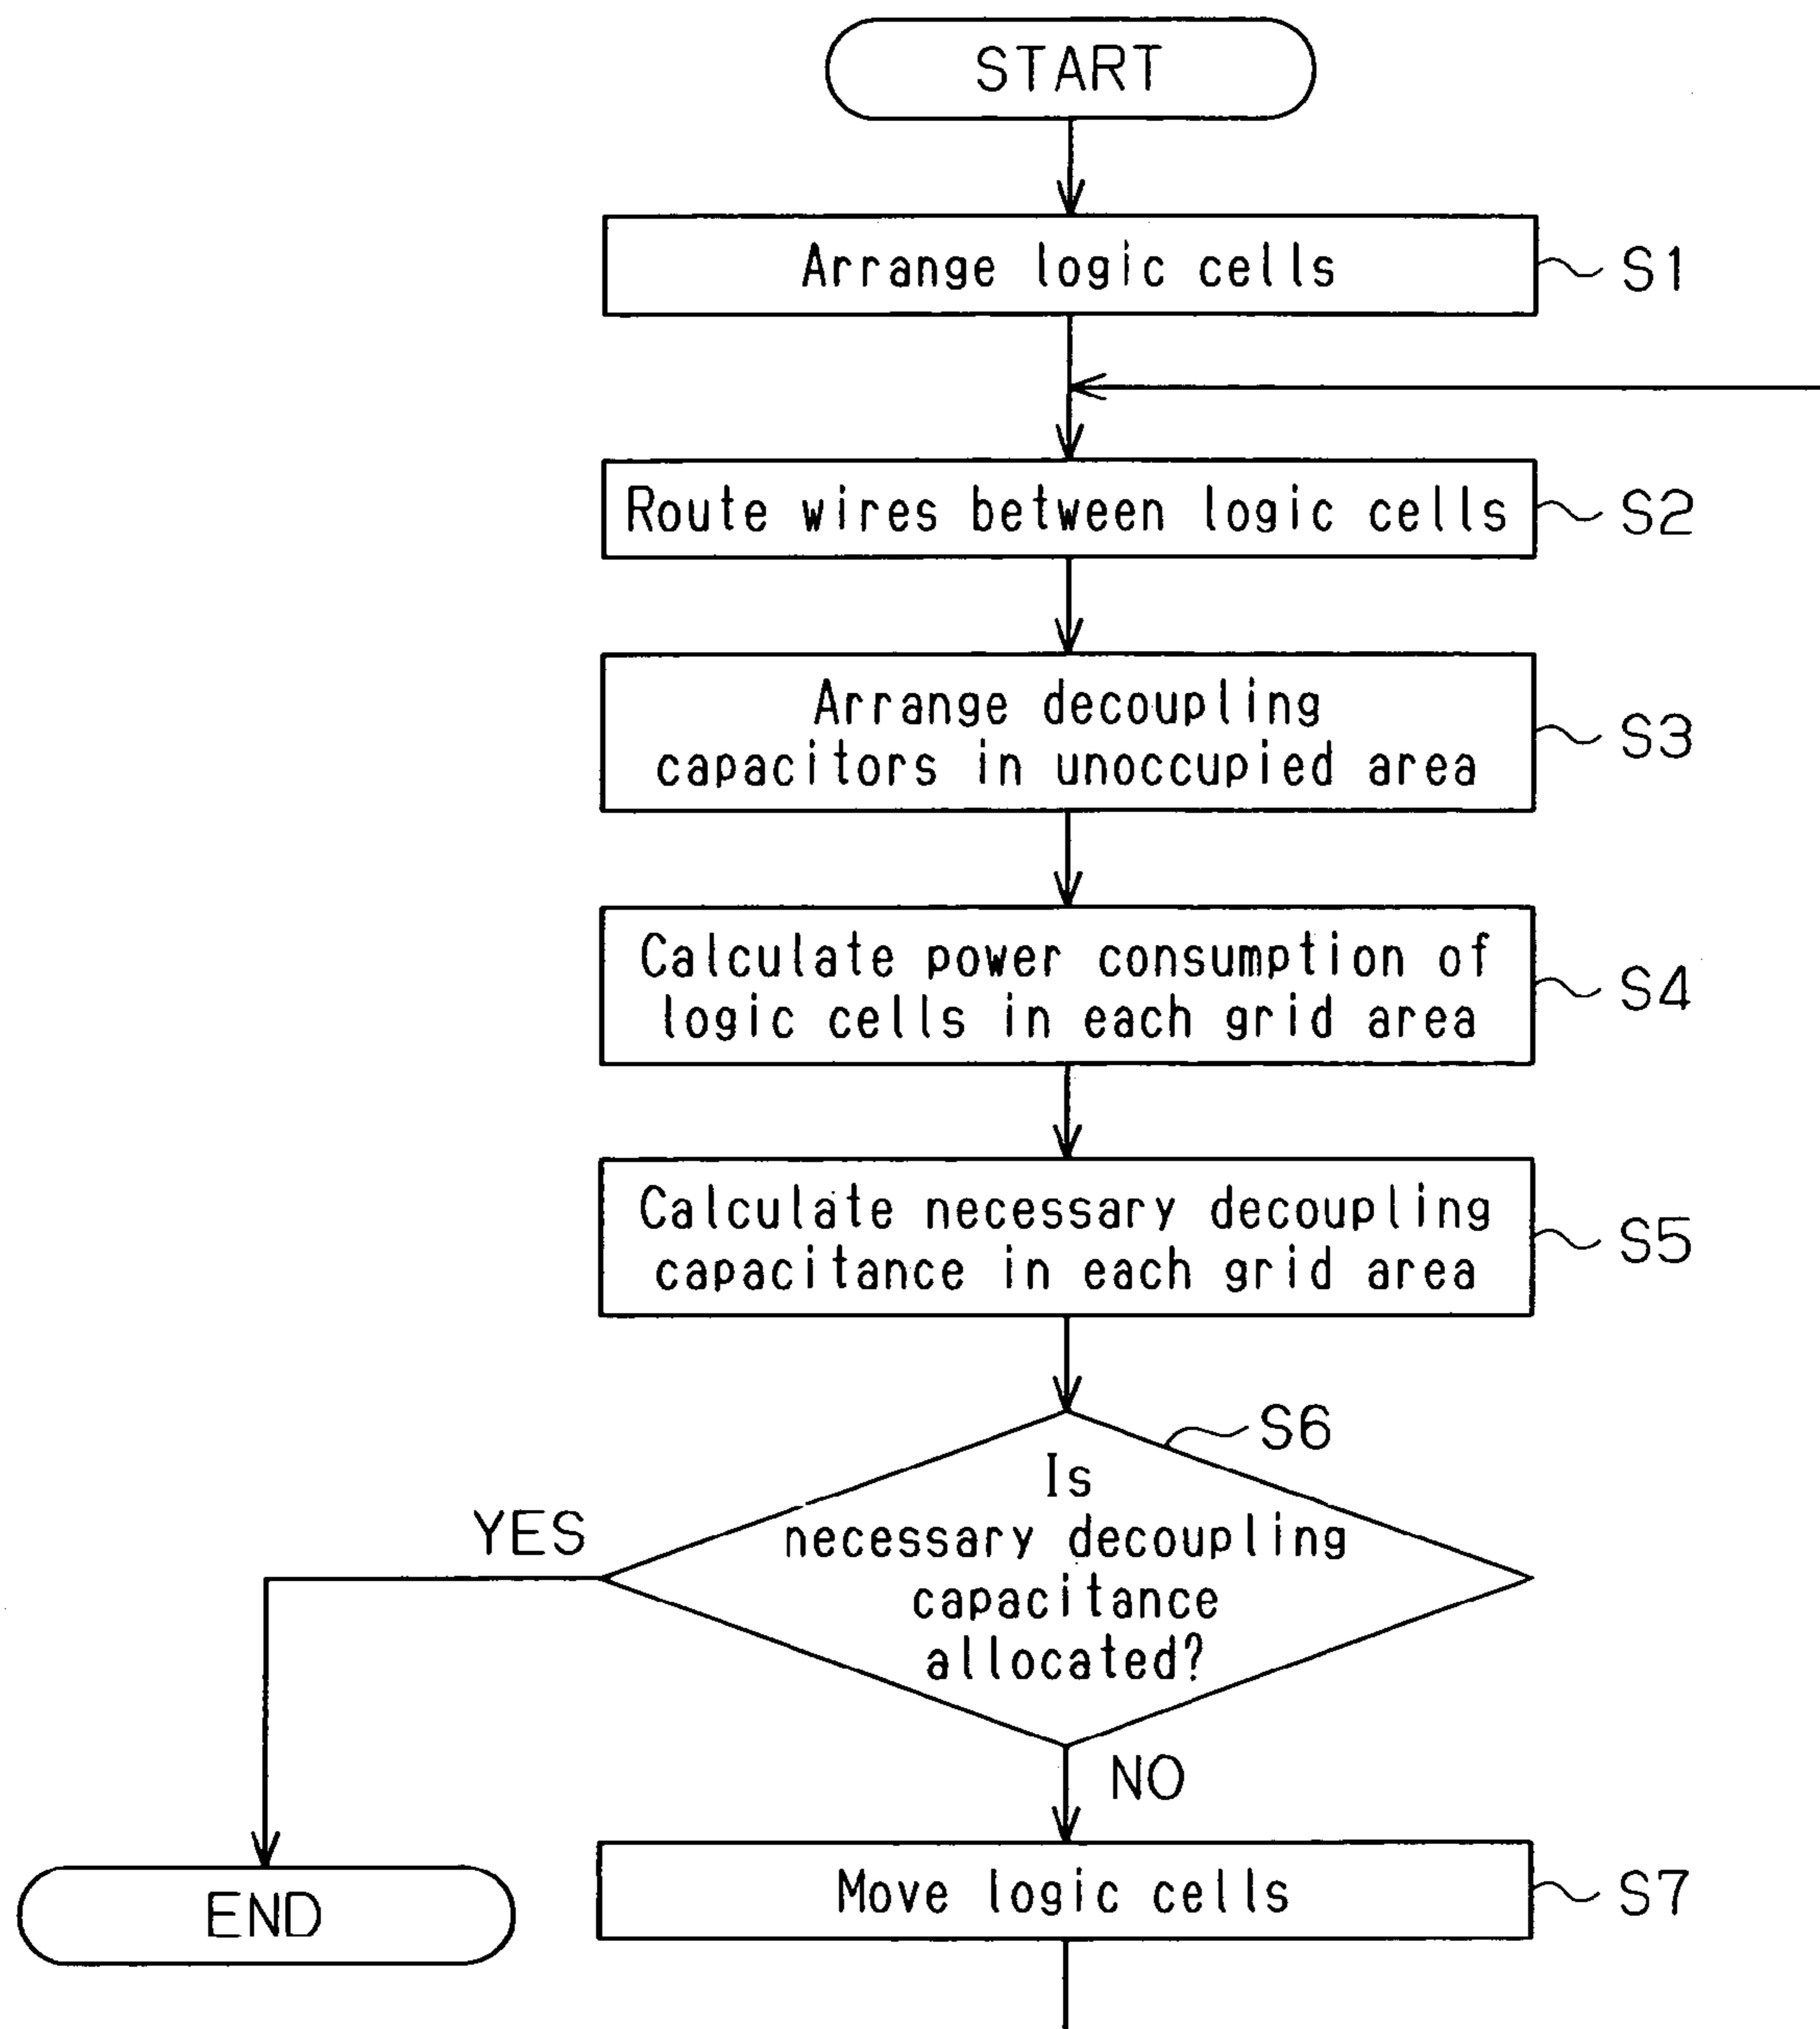 START
Arrange logic cells
S1
Route wires between logic cells
S2
Arrange decoupling
capacitors in unoccupied area
S3
Calculate power consumption of
logic cells in each grid area
S4
Calculate necessary decoupling
capacitance in each grid area
S5
S6
Is
necessary decoupling
capacitance
allocated?
YES
NO
Move logic cells
S7
END